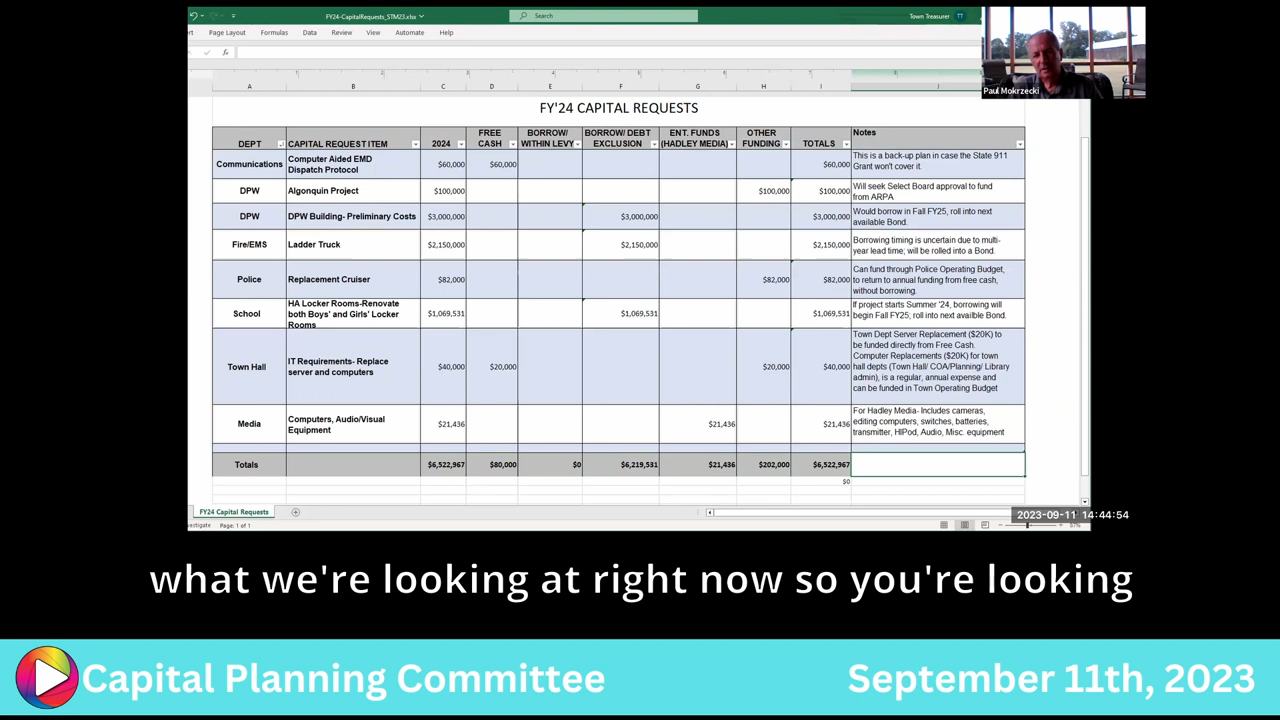 FY24-CapitalRequests_STM23.xlsx
Search
Town Treasurer
TT
Page Layout
Formulas
Data
Review
View
Automate
Help
fx
A B C D E F G H I J
Paul Mokrzecki
FY'24 CAPITAL REQUESTS
DEPT CAPITAL REQUEST ITEM 2024 FREE CASH BORROW/ WITHIN LEVY BORROW/ DEBT EXCLUSION ENT. FUNDS (HADLEY MEDIA) OTHER FUNDING TOTALS Notes
Communications Computer Aided EMD Dispatch Protocol $60,000 $60,000 $60,000 This is a back-up plan in case the State 911 Grant won't cover it.
DPW Algonquin Project $100,000 $100,000 $100,000 Will seek Select Board approval to fund from ARPA
DPW DPW Building- Preliminary Costs $3,000,000 $3,000,000 $3,000,000 Would borrow in Fall FY25, roll into next available Bond.
Fire/EMS Ladder Truck $2,150,000 $2,150,000 $2,150,000 Borrowing timing is uncertain due to multi-year lead time; will be rolled into a Bond.
Police Replacement Cruiser $82,000 $82,000 $82,000 Can fund through Police Operating Budget, to return to annual funding from free cash, without borrowing.
School HA Locker Rooms-Renovate both Boys' and Girls' Locker Rooms $1,069,531 $1,069,531 $1,069,531 If project starts Summer '24, borrowing will begin Fall FY25; roll into next availble Bond.
Town Hall IT Requirements- Replace server and computers $40,000 $20,000 $20,000 $40,000 Town Dept Server Replacement ($20K) to be funded directly from Free Cash. Computer Replacements ($20K) for town hall depts (Town Hall/ COA/Planning/ Library admin), is a regular, annual expense and can be funded in Town Operating Budget
Media Computers, Audio/Visual Equipment $21,436 $21,436 $21,436 For Hadley Media- Includes cameras, editing computers, switches, batteries, transmitter, HIPod, Audio, Misc. equipment
Totals $6,522,967 $80,000 $0 $6,219,531 $21,436 $202,000 $6,522,967
$0
FY24 Capital Requests
Page: 1 of 1
2023-09-11 14:44:54
57%
what we're looking at right now so you're looking
Capital Planning Committee
September 11th, 2023